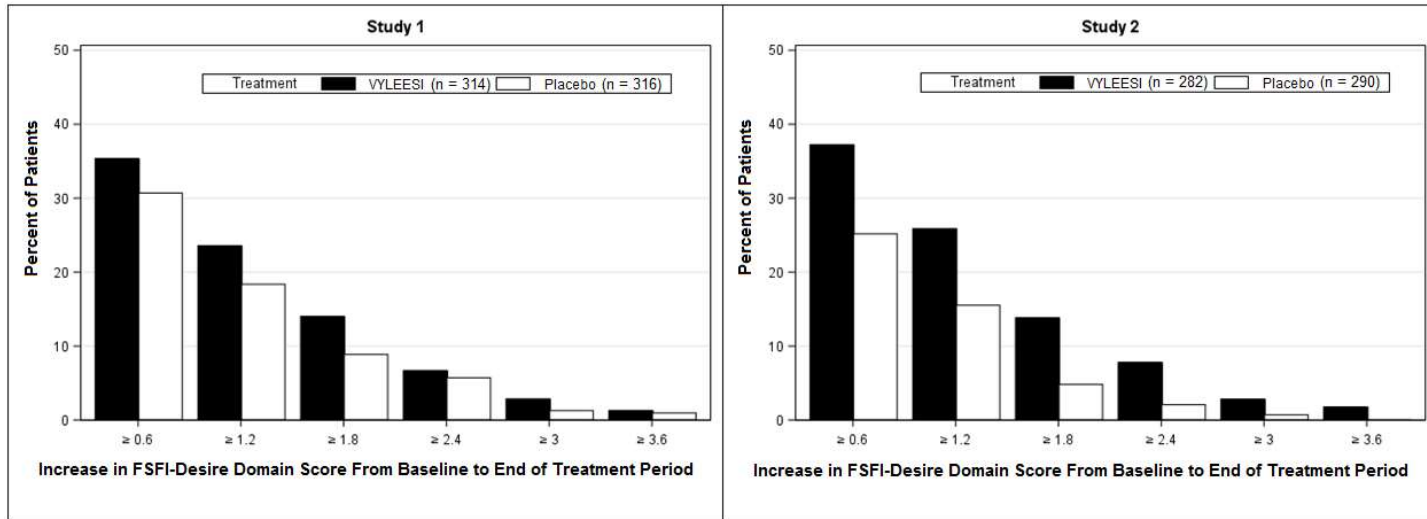 Study 1
Treatment VYLEESI (n = 314) Placebo (n = 316)
Percent of Patients
50
40
30
20
10
0
≥ 0.6 ≥ 1.2 ≥ 1.8 ≥ 2.4 ≥ 3 ≥ 3.6
Increase in FSFI-Desire Domain Score From Baseline to End of Treatment Period
Study 2
Treatment VYLEESI (n = 282) Placebo (n = 290)
Percent of Patients
50
40
30
20
10
0
≥ 0.6 ≥ 1.2 ≥ 1.8 ≥ 2.4 ≥ 3 ≥ 3.6
Increase in FSFI-Desire Domain Score From Baseline to End of Treatment Period